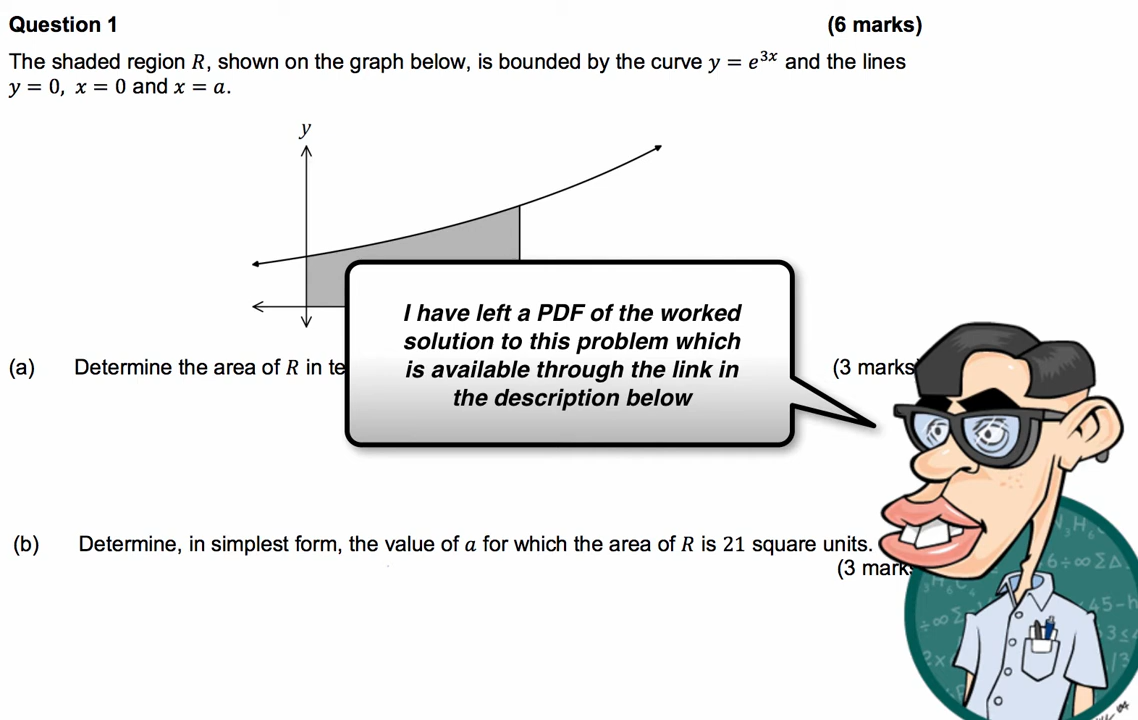 Question 1 (6 marks)
The shaded region R, shown on the graph below, is bounded by the curve y = e³ˣ and the lines
y = 0, x = 0 and x = a.
y
I have left a PDF of the worked
solution to this problem which
is available through the link in
the description below
(a) Determine the area of R in (3 marks
(b) Determine, in simplest form, the value of a for which the area of R is 21 square units.
(3